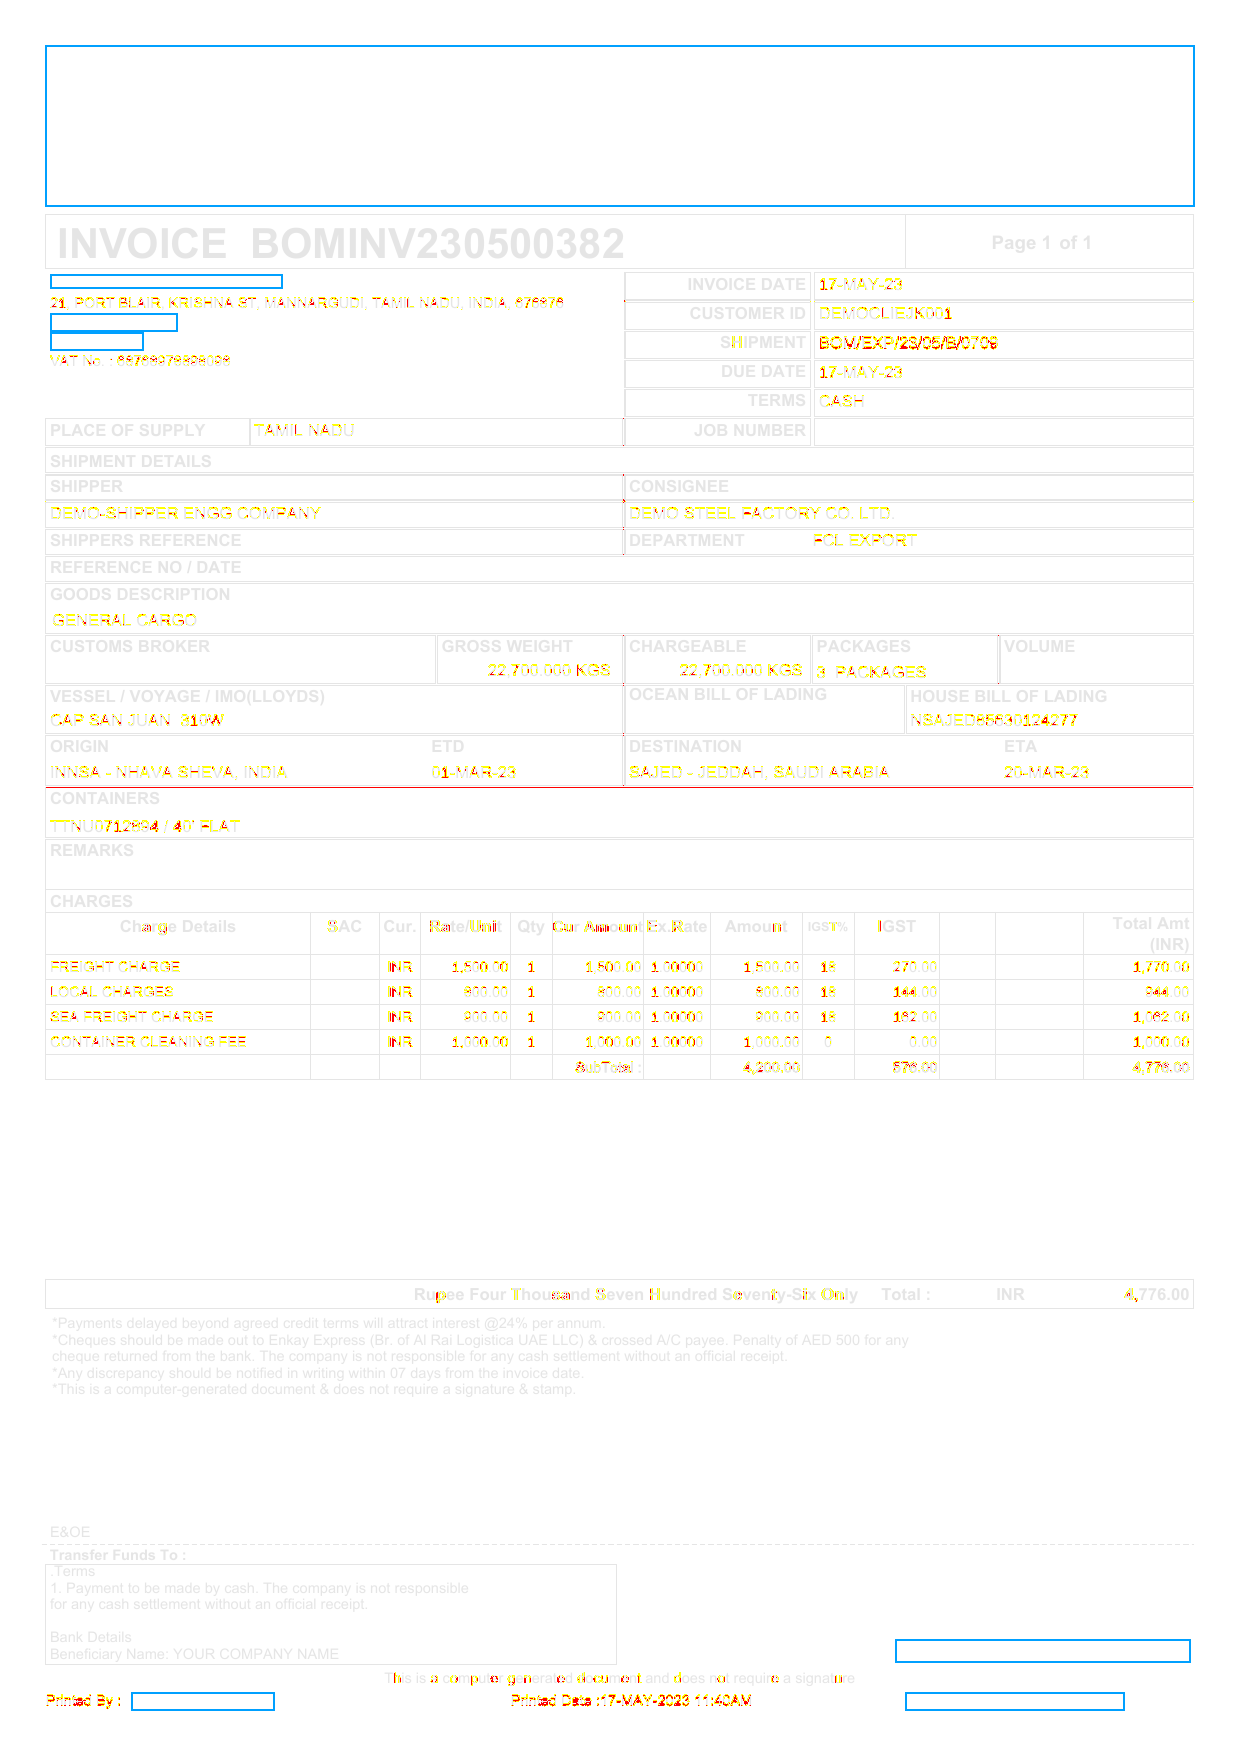 INVOICE BOMINV230500382
Page 1 of 1
21, PORT BLAIR, KRISHNA ST, MANNARGUDI, TAMIL NADU, INDIA,
VAT No. :
INVOICE DATE 17-MAY-23
CUSTOMER ID DEMOCLIEJK001
SHIPMENT BOM/EXP/23/05/B/0709
DUE DATE 17-MAY-23
TERMS CASH
PLACE OF SUPPLY TAMIL NADU JOB NUMBER
SHIPMENT DETAILS
SHIPPER CONSIGNEE
DEMO-SHIPPER ENGG COMPANY DEMO STEEL FACTORY CO. LTD.
SHIPPERS REFERENCE DEPARTMENT FCL EXPORT
REFERENCE NO / DATE
GOODS DESCRIPTION
GENERAL CARGO
CUSTOMS BROKER GROSS WEIGHT CHARGEABLE PACKAGES VOLUME
22,700.000 KGS 22,700.000 KGS 3 PACKAGES
VESSEL / VOYAGE / IMO(LLOYDS) OCEAN BILL OF LADING HOUSE BILL OF LADING
CAP SAN JUAN 310W
ORIGIN ETD DESTINATION ETA
INNSA - NHAVA SHEVA, INDIA 01-MAR-23 SAJED - JEDDAH, SAUDI ARABIA 20-MAR-23
CONTAINERS
/ 40' FLAT
REMARKS
CHARGES
Charge Details SAC Cur. Rate/Unit Qty Cur Amount Ex.Rate Amount IGST% IGST Total Amt
(INR)
FREIGHT CHARGE INR 1,500.00 1 1,500.00 1.00000 1,500.00 18 270.00 1,770.00
LOCAL CHARGES INR 800.00 1 800.00 1.00000 800.00 18 144.00 944.00
SEA FREIGHT CHARGE INR 900.00 1 900.00 1.00000 900.00 18 162.00 1,062.00
CONTAINER CLEANING FEE INR 1,000.00 1 1,000.00 1.00000 1,000.00 0 0.00 1,000.00
SubTotal : 4,200.00 576.00 4,776.00
Rupee Four Thousand Seven Hundred Seventy-Six Only Total : INR 4,776.00
*Payments delayed beyond agreed credit terms will attract interest @24% per annum.
*Cheques should be made out to Enkay Express (Br. of Al Rai Logistica UAE LLC) & crossed A/C payee. Penalty of AED 500 for any
cheque returned from the bank. The company is not responsible for any cash settlement without an official receipt.
*Any discrepancy should be notified in writing within 07 days from the invoice date.
*This is a computer-generated document & does not require a signature & stamp.
E&OE
Transfer Funds To :
.Terms
1. Payment to be made by cash. The company is not responsible
for any cash settlement without an official receipt.
Bank Details
Beneficiary Name: YOUR COMPANY NAME
This is a computer generated document and does not require a signature
Printed By : Printed Date :17-MAY-2023 11:40AM